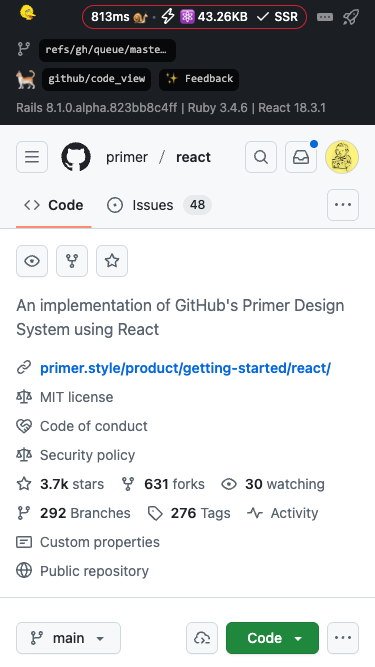 813ms · 43.26KB SSR
refs/gh/queue/maste…
github/code_view ✨ Feedback
Rails 8.1.0.alpha.823bb8c4ff | Ruby 3.4.6 | React 18.3.1
primer / react
Code Issues 48
An implementation of GitHub's Primer Design
System using React
primer.style/product/getting-started/react/
MIT license
Code of conduct
Security policy
3.7k stars 631 forks 30 watching
292 Branches 276 Tags Activity
Custom properties
Public repository
main Code